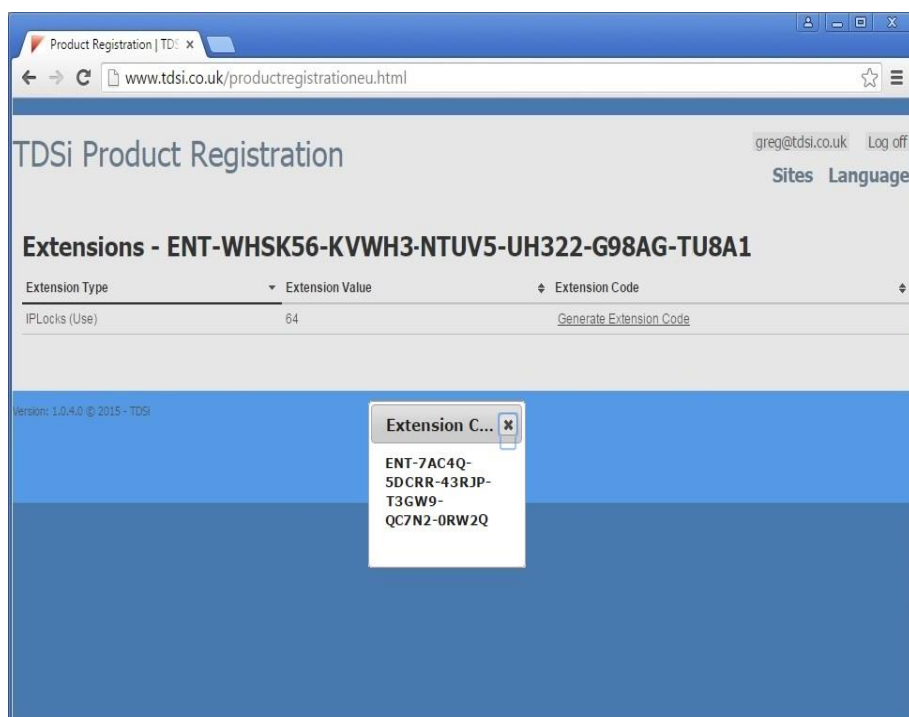 Product Registration | TDS
www.tdsi.co.uk/productregistrationeu.html
TDSi Product Registration
greg@tdsi.co.uk Log off
Sites Language
Extensions - ENT-WHSK56-KVWH3-NTUV5-UH322-G98AG-TU8A1
Extension Type Extension Value Extension Code
IPLocks (Use) 64 Generate Extension Code
Version: 1.0.4.0 © 2015 - TDSi
Extension C...
ENT-7AC4Q-
5DCRR-43RJP-
T3GW9-
QC7N2-0RW2Q